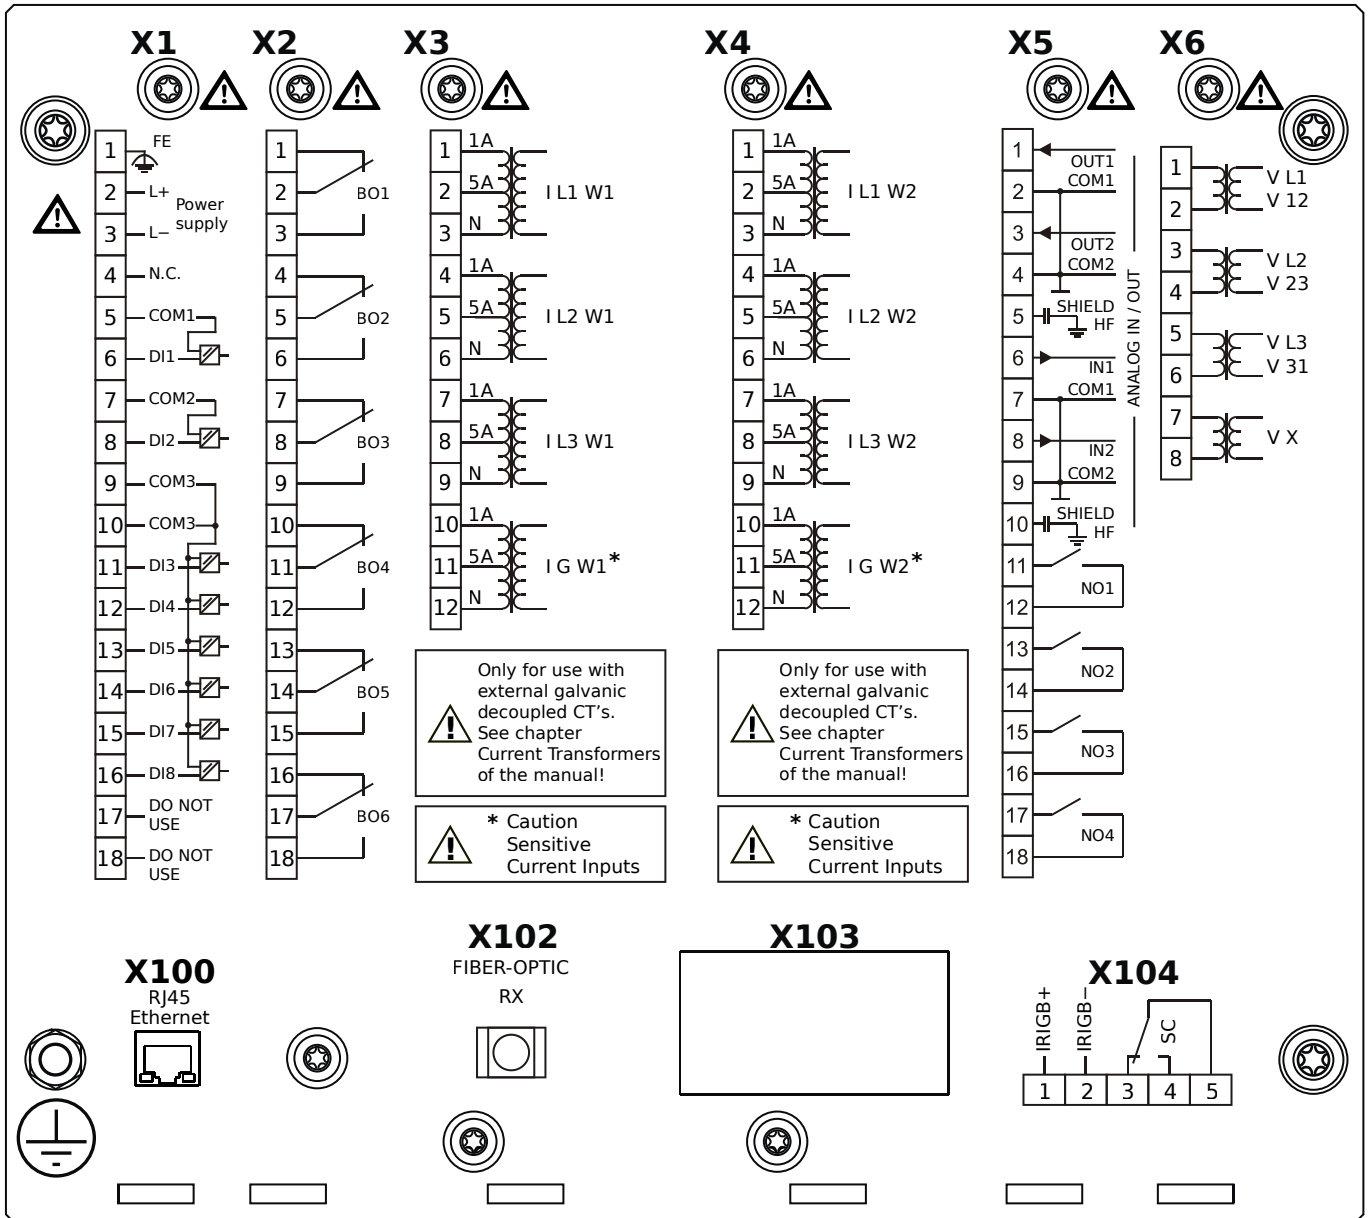 X1
1 FE
2 L+ Power
3 L− supply
4 N.C.
5 COM1
6 DI1
7 COM2
8 DI2
9 COM3
10 COM3
11 DI3
12 DI4
13 DI5
14 DI6
15 DI7
16 DI8
17 DO NOT
USE
18 DO NOT
USE
X2
1
2 BO1
3
4
5 BO2
6
7
8 BO3
9
10
11 BO4
12
13
14 BO5
15
16
17 BO6
18
X3
1 1A
2 5A I L1 W1
3 N
4 1A
5 5A I L2 W1
6 N
7 1A
8 5A I L3 W1
9 N
10 1A
11 5A I G W1*
12 N
Only for use with
external galvanic
decoupled CT's.
See chapter
Current Transformers
of the manual!
* Caution
Sensitive
Current Inputs
X4
1 1A
2 5A I L1 W2
3 N
4 1A
5 5A I L2 W2
6 N
7 1A
8 5A I L3 W2
9 N
10 1A
11 5A I G W2*
12 N
Only for use with
external galvanic
decoupled CT's.
See chapter
Current Transformers
of the manual!
* Caution
Sensitive
Current Inputs
X5
1 OUT1
2 COM1
3 OUT2
4 COM2
5 SHIELD
HF
6 IN1
7 COM1
8 IN2
9 COM2
10 SHIELD
HF
ANALOG IN / OUT
11
NO1
12
13
NO2
14
15
NO3
16
17
NO4
18
X6
1 V L1
2 V 12
3 V L2
4 V 23
5 V L3
6 V 31
7 V X
8
X100
RJ45
Ethernet
X102
FIBER-OPTIC
RX
X103
X104
IRIGB+
IRIGB−
SC
1 2 3 4 5